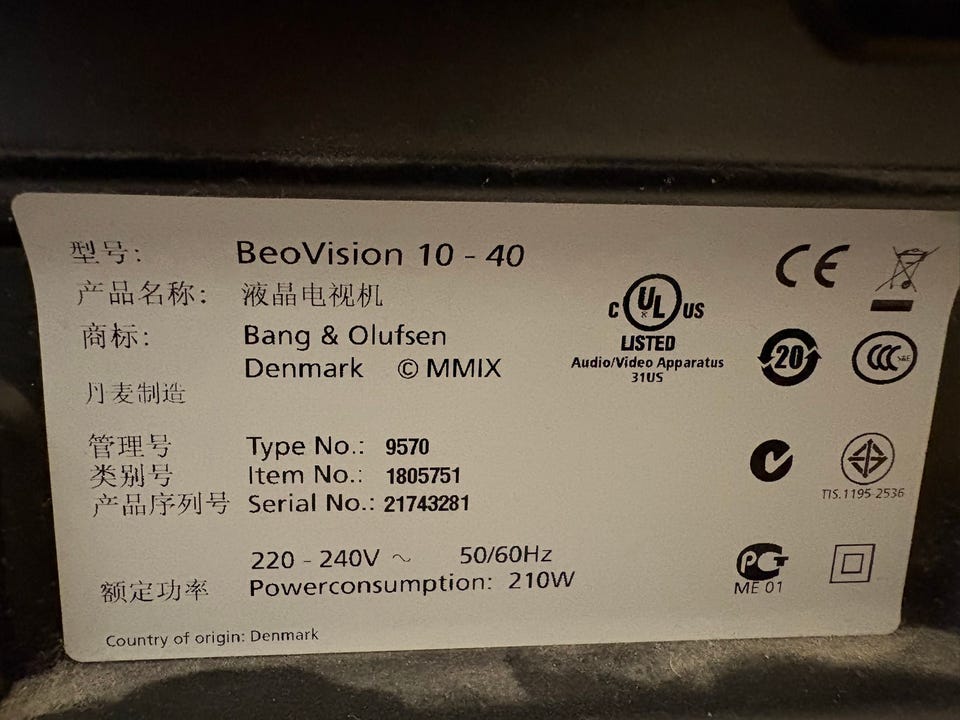 型号: BeoVision 10 - 40
产品名称: 液晶电视机
商标: Bang & Olufsen
Denmark © MMIX
丹麦制造
管理号 Type No.: 9570
类别号 Item No.: 1805751
产品序列号 Serial No.: 21743281
220 - 240V ~ 50/60Hz
额定功率 Powerconsumption: 210W
Country of origin: Denmark
C UL US
LISTED
Audio/Video Apparatus
31US
CE
20
CCC S&E
TIS.1195-2536
PCT
ME 01